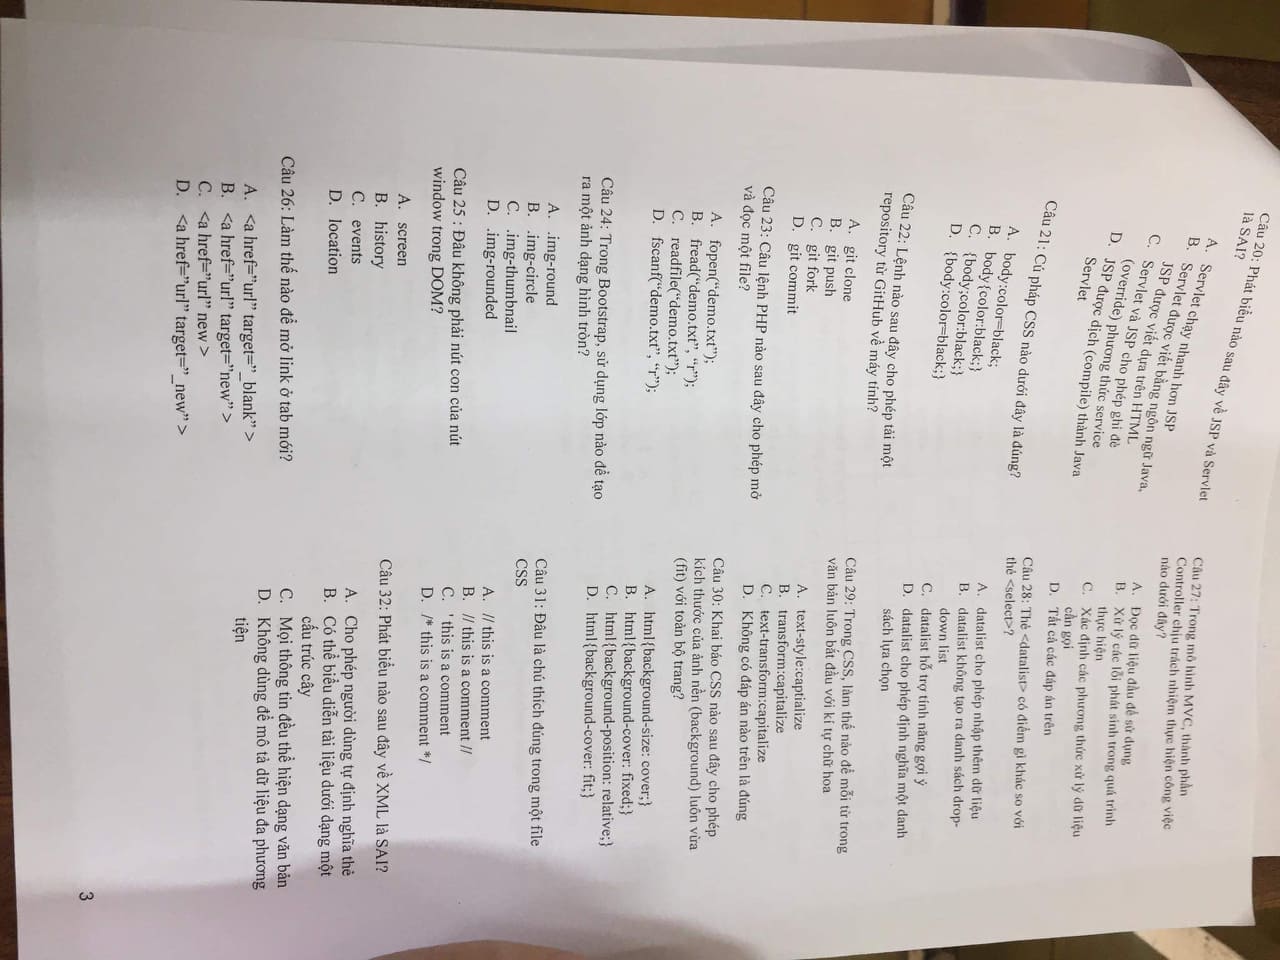 Câu 20: Phát biểu nào sau đây về JSP và Servlet
là SAI?
A. Servlet chạy nhanh hơn JSP
B. Servlet được viết bằng ngôn ngữ Java,
JSP được viết dựa trên HTML
C. Servlet và JSP cho phép ghi đè
(override) phương thức service
D. JSP được dịch (compile) thành Java
Servlet
Câu 21: Cú pháp CSS nào dưới đây là đúng?
A. body:color=black;
B. body{color:black;}
C. {body;color:black;}
D. {body:color=black;}
Câu 22: Lệnh nào sau đây cho phép tải một
repository từ GitHub về máy tính?
A. git clone
B. git push
C. git fork
D. git commit
Câu 23: Câu lệnh PHP nào sau đây cho phép mở
và đọc một file?
A. fopen(“demo.txt”);
B. fread(“demo.txt”, “r”);
C. readfile(“demo.txt”);
D. fscanf(“demo.txt”, “r”);
Câu 24: Trong Bootstrap, sử dụng lớp nào để tạo
ra một ảnh dạng hình tròn?
A. .img-round
B. .img-circle
C. .img-thumbnail
D. .img-rounded
Câu 25 : Đâu không phải nút con của nút
window trong DOM?
A. screen
B. history
C. events
D. location
Câu 26: Làm thế nào để mở link ở tab mới?
A. <a href=”url” target=”_blank” >
B. <a href=”url” target=”new” >
C. <a href=”url” new >
D. <a href=”url” target=”_new” >
Câu 27: Trong mô hình MVC, thành phần
Controller chịu trách nhiệm thực hiện công việc
nào dưới đây?
A. Đọc dữ liệu đầu để sử dụng
B. Xử lý các lỗi phát sinh trong quá trình
thực hiện
C. Xác định các phương thức xử lý dữ liệu
cần gọi
D. Tất cả các đáp án trên
Câu 28: Thẻ <datalist> có điểm gì khác so với
thẻ <select>?
A. datalist cho phép nhập thêm dữ liệu
B. datalist không tạo ra danh sách drop-
down list
C. datalist hỗ trợ tính năng gợi ý
D. datalist cho phép định nghĩa một danh
sách lựa chọn
Câu 29: Trong CSS, làm thế nào để mỗi từ trong
văn bản luôn bắt đầu với kí tự chữ hoa
A. text-style:captialize
B. transform:capitalize
C. text-transform:capitalize
D. Không có đáp án nào trên là đúng
Câu 30: Khai báo CSS nào sau đây cho phép
kích thước của ảnh nền (background) luôn vừa
(fit) với toàn bộ trang?
A. html{background-size: cover;}
B. html{background-cover: fixed;}
C. html{background-position: relative;}
D. html{background-cover: fit;}
Câu 31: Đâu là chú thích đúng trong một file
CSS
A. // this is a comment
B. // this is a comment //
C. ' this is a comment
D. /* this is a comment */
Câu 32: Phát biểu nào sau đây về XML là SAI?
A. Cho phép người dùng tự định nghĩa thẻ
B. Có thể biểu diễn tài liệu dưới dạng một
cấu trúc cây
C. Mọi thông tin đều thể hiện dạng văn bản
D. Không dùng để mô tả dữ liệu đa phương
tiện
3